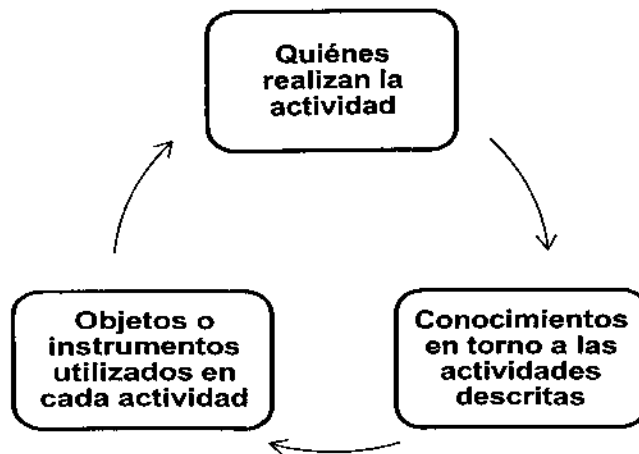 Quiénes
realizan la
actividad
Conocimientos
en torno a las
actividades
descritas
Objetos o
instrumentos
utilizados en
cada actividad